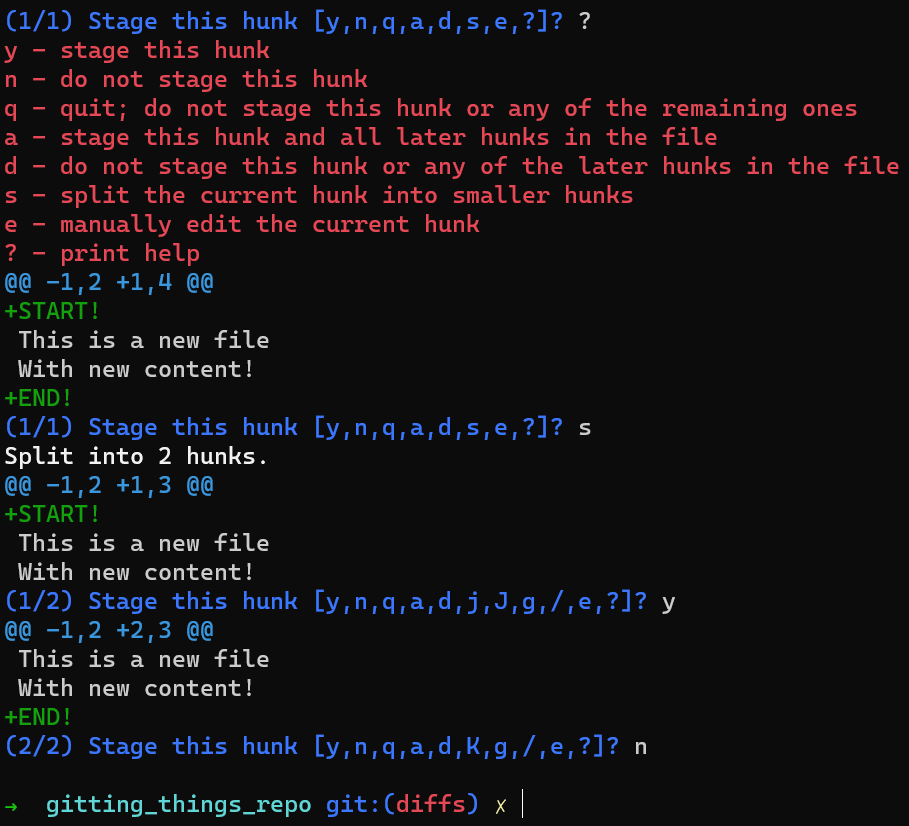 (1/1) Stage this hunk [y,n,q,a,d,s,e,?]? ?
y - stage this hunk
n - do not stage this hunk
q - quit; do not stage this hunk or any of the remaining ones
a - stage this hunk and all later hunks in the file
d - do not stage this hunk or any of the later hunks in the file
s - split the current hunk into smaller hunks
e - manually edit the current hunk
? - print help
@@ -1,2 +1,4 @@
+START!
 This is a new file
 With new content!
+END!
(1/1) Stage this hunk [y,n,q,a,d,s,e,?]? s
Split into 2 hunks.
@@ -1,2 +1,3 @@
+START!
 This is a new file
 With new content!
(1/2) Stage this hunk [y,n,q,a,d,j,J,g,/,e,?]? y
@@ -1,2 +2,3 @@
 This is a new file
 With new content!
+END!
(2/2) Stage this hunk [y,n,q,a,d,K,g,/,e,?]? n
→ gitting_things_repo git:(diffs) ✗